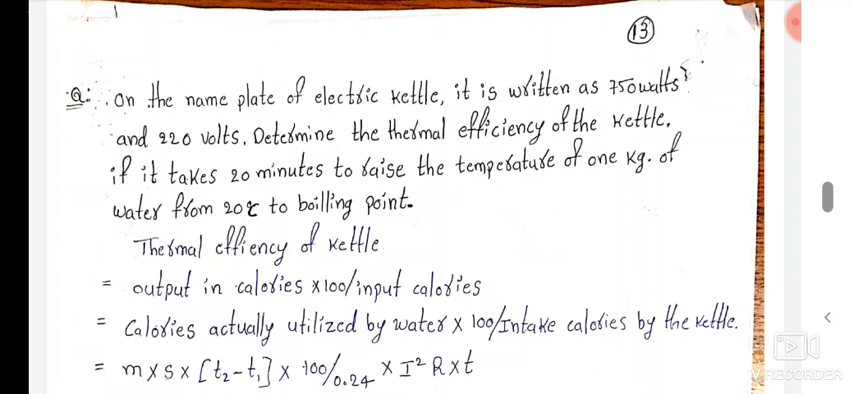 13
Q: On the name plate of electric kettle, it is written as 750 watts
and 220 volts. Determine the thermal efficiency of the kettle,
if it takes 20 minutes to raise the temperature of one kg. of
water from 20℃ to boilling point.
Thermal effiency of kettle
= output in calories x100/input calories
= Calories actually utilized by water x 100/Intake calories by the kettle.
= m x s x [t₂-t₁] x 100/0.24 x I² R x t
V RECORDER